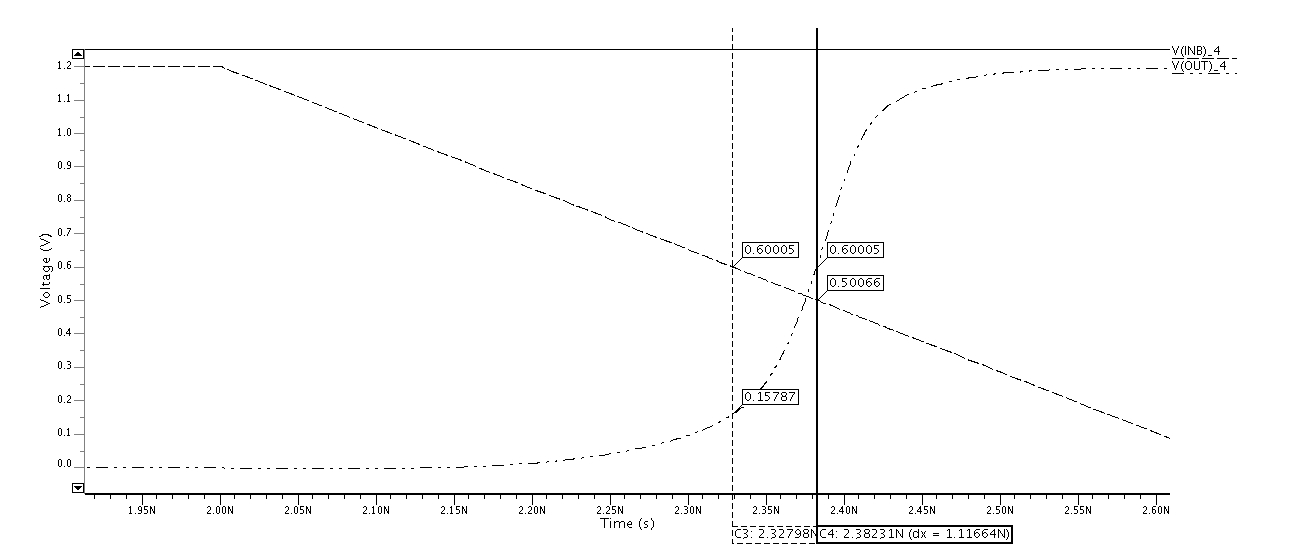 V(INB)_4
V(OUT)_4
1.2
1.1
1.0
0.9
0.8
0.7
0.6
0.5
0.4
0.3
0.2
0.1
0.0
Voltage (V)
0.60005
0.60005
0.50066
0.15787
1.95N 2.00N 2.05N 2.10N 2.15N 2.20N 2.25N 2.30N 2.35N 2.40N 2.45N 2.50N 2.55N 2.60N
Time (s)
C3: 2.32798N
C4: 2.38231N (dx = 1.11664N)